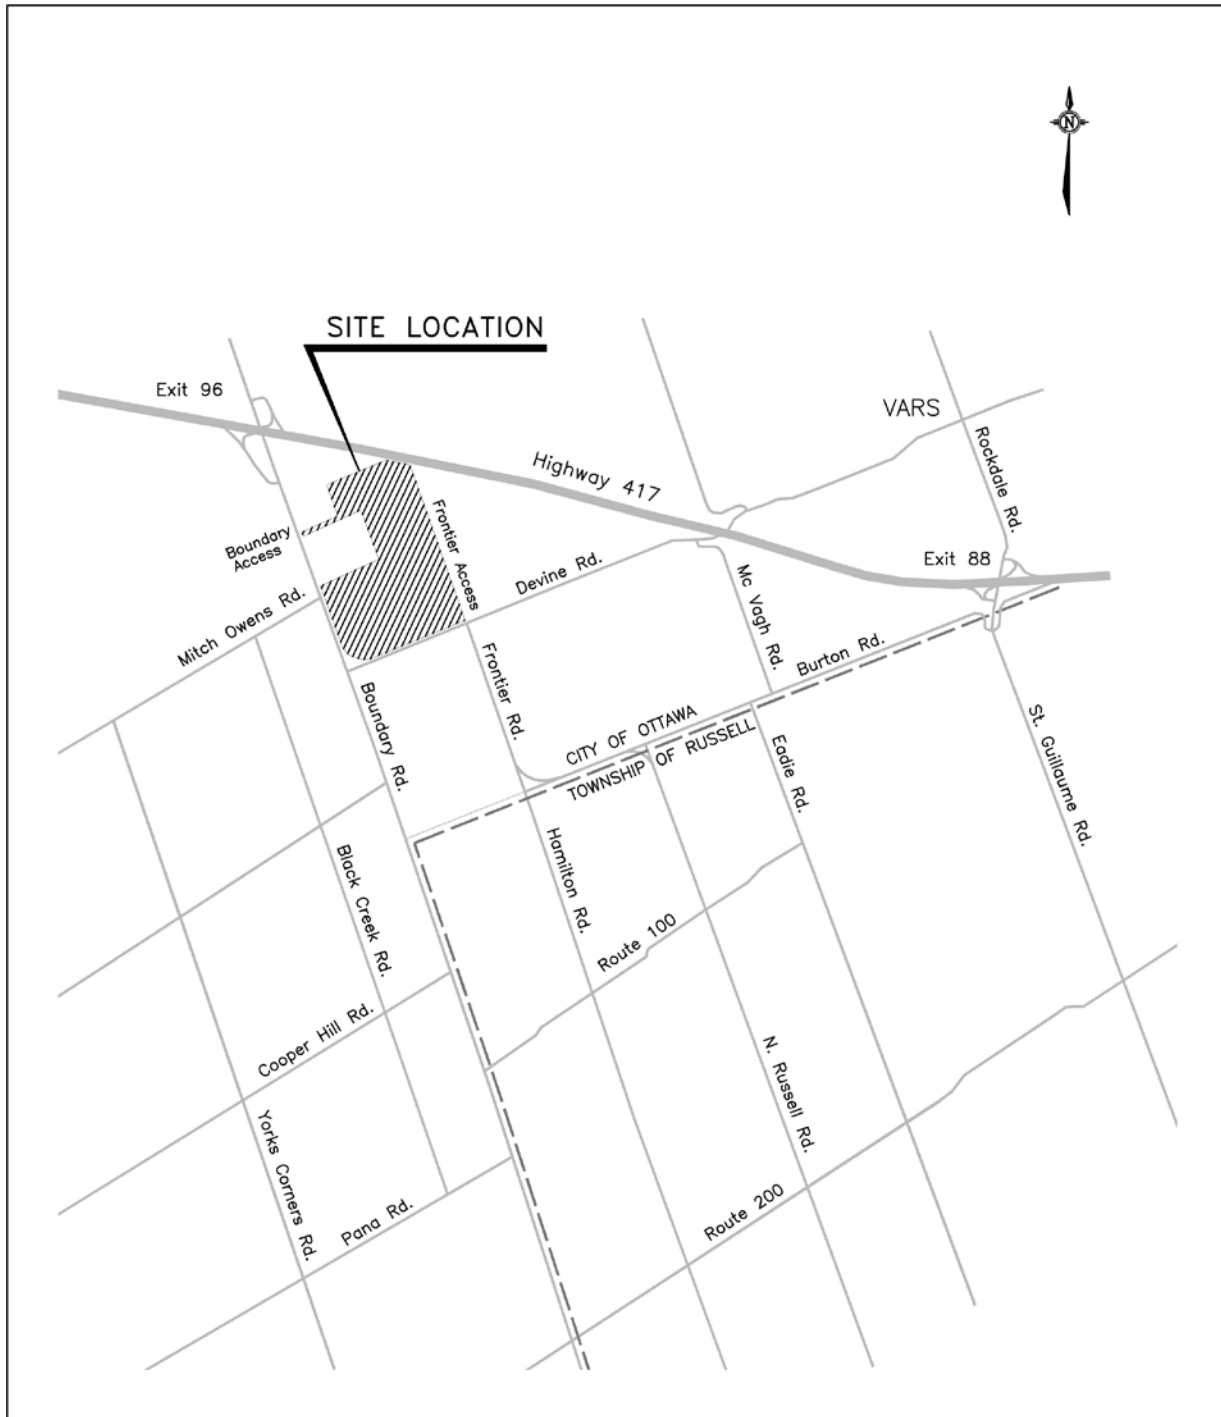 N
SITE LOCATION
Exit 96
VARS
Rockdale Rd.
Highway 417
Frontier Access
Boundary
Access
Exit 88
Devine Rd.
Mc Vagh Rd.
Mitch Owens Rd.
Burton Rd.
Frontier Rd.
Boundary Rd.
CITY OF OTTAWA
TOWNSHIP OF RUSSELL
Eadie Rd.
St. Guillaume Rd.
Hamilton Rd.
Black Creek Rd.
Route 100
Cooper Hill Rd.
N. Russell Rd.
Yorks Corners Rd.
Pana Rd.
Route 200